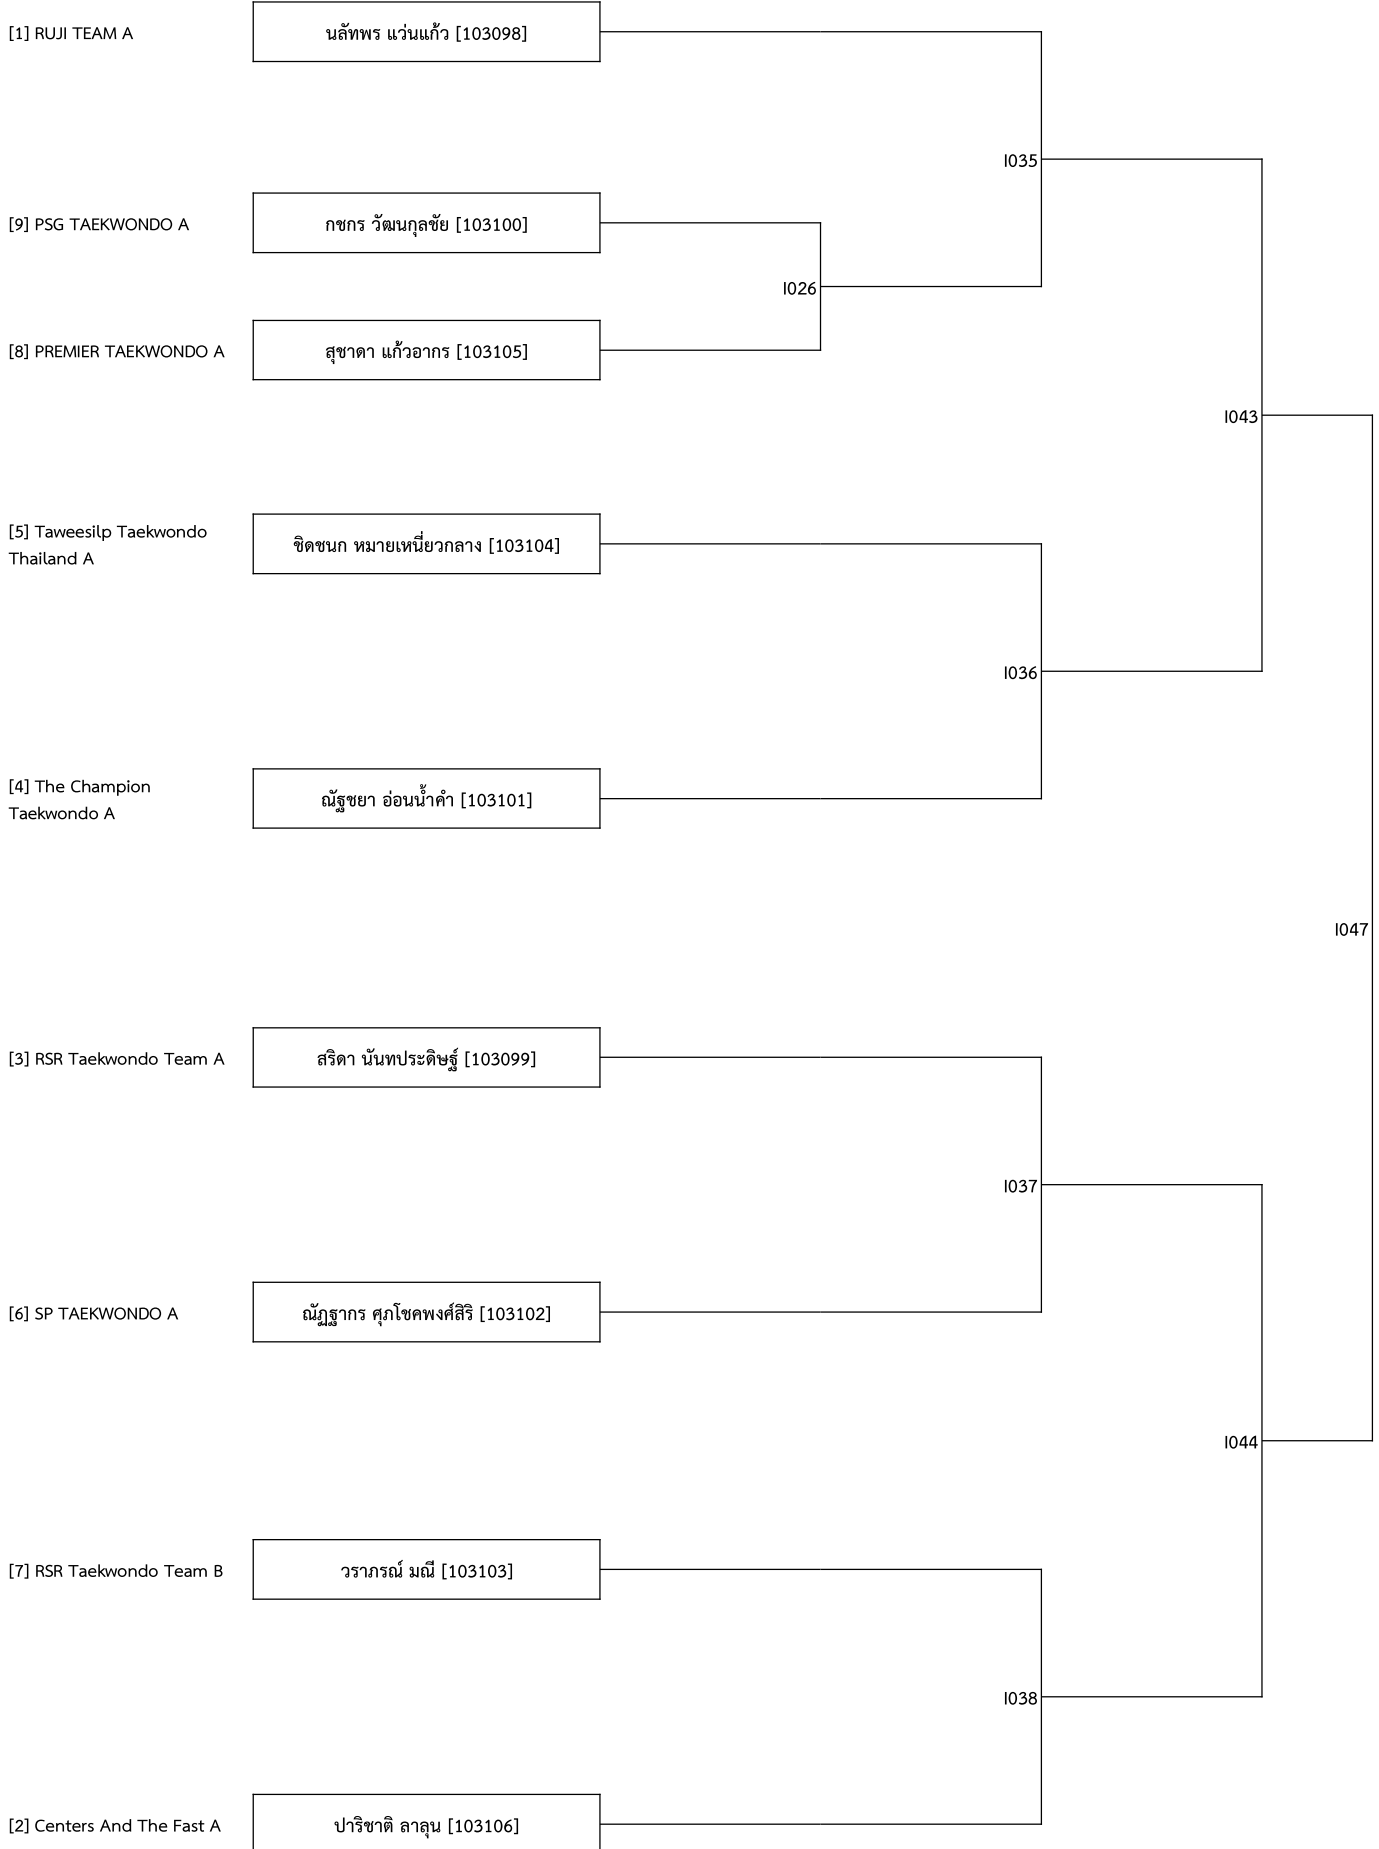 [1] RUJI TEAM A
นลัทพร แว่นแก้ว [103098]
I035
[9] PSG TAEKWONDO A
กชกร วัฒนกุลชัย [103100]
I026
[8] PREMIER TAEKWONDO A
สุชาดา แก้วอากร [103105]
I043
[5] Taweesilp Taekwondo
Thailand A
ชิดชนก หมายเหนี่ยวกลาง [103104]
I036
[4] The Champion
Taekwondo A
ณัฐชยา อ่อนน้ำคำ [103101]
I047
[3] RSR Taekwondo Team A
สริดา นันทประดิษฐ์ [103099]
I037
[6] SP TAEKWONDO A
ณัฏฐากร ศุภโชคพงศ์สิริ [103102]
I044
[7] RSR Taekwondo Team B
วราภรณ์ มณี [103103]
I038
[2] Centers And The Fast A
ปาริชาติ ลาลุน [103106]